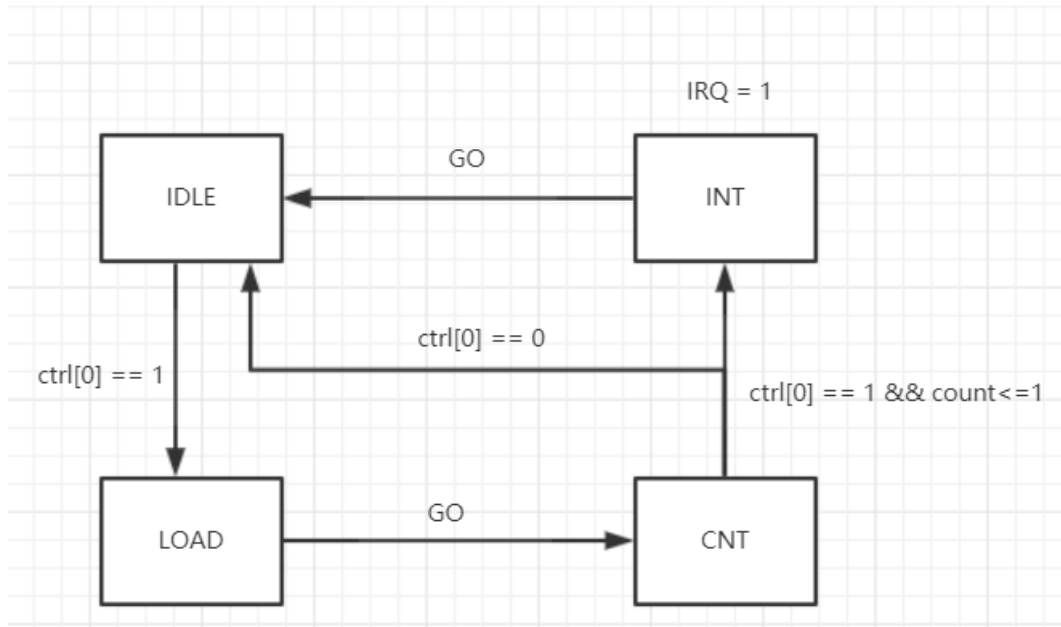 IRQ = 1
IDLE
GO
INT
ctrl[0] == 0
ctrl[0] == 1
ctrl[0] == 1 && count<=1
LOAD
GO
CNT